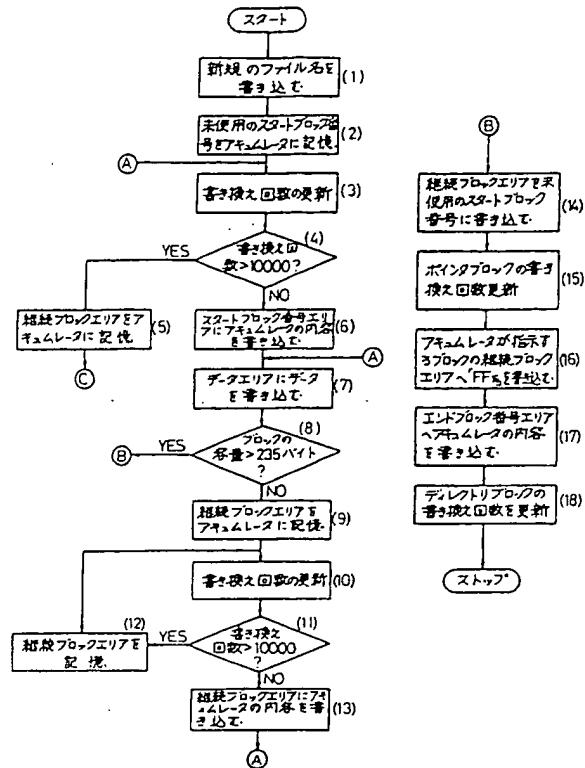 スタート
新規のファイル名を
書き込む.
(1)
未使用のスタートブロック番
号をアキュムレータに記憶.
(2)
A
書き換え回数の更新
(3)
(4)
書き換え回
数>10000?
YES
NO
継続ブロックエリアをア
キュムレータに記憶
(5)
C
スタートブロック番号エリ
アにアキュムレータの内容
を書き込む.
(6)
A
データエリアにデータ
を書き込む.
(7)
(8)
ブロックの
容量>235バイト
?
YES
B
NO
継続ブロックエリアを
アキュムレータに記憶.
(9)
書き換え回数の更新
(10)
(11)
書き換え
回数>10000
?
YES
(12)
継続ブロックエリアを
記憶.
NO
継続ブロックエリアにアキ
ュムレータの内容を書
き込む.
(13)
A
B
継続ブロックエリアを未
使用のスタートブロック
番号に書き込む.
(14)
ポインタブロックの書き
換え回数更新
(15)
アキュムレータが指示す
るブロックの継続ブロック
エリアへ"FF"を書き込む.
(16)
エンドブロック番号エリア
へアキュムレータの内容
を書き込む.
(17)
ディレクトリブロックの
書き換え回数を更新
(18)
ストップ